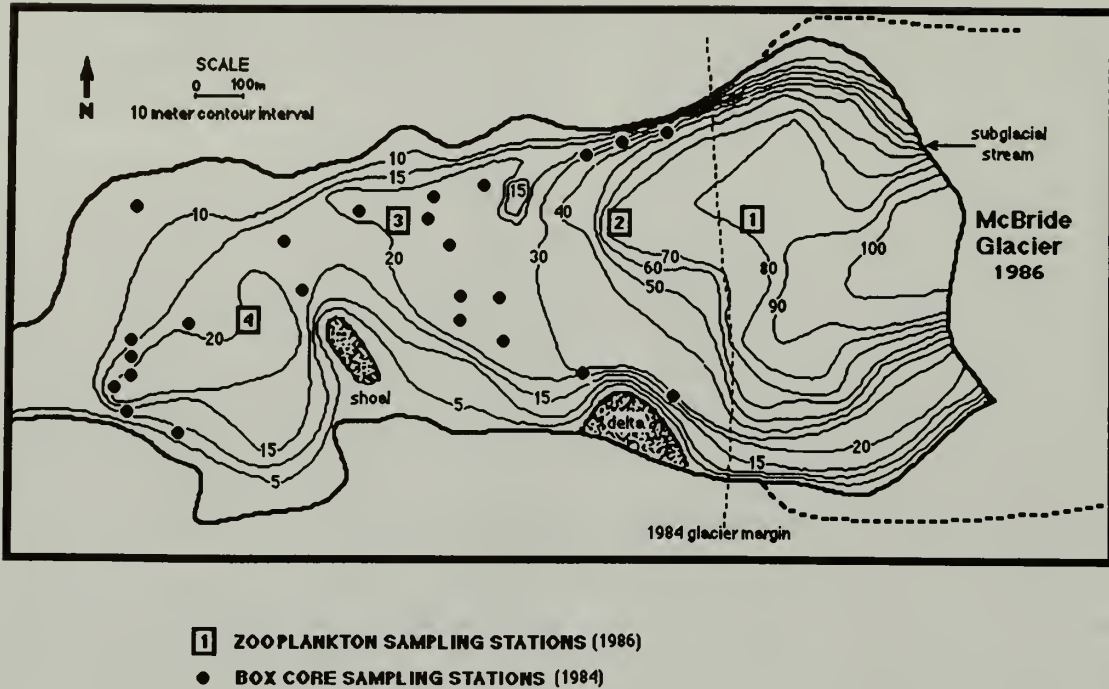 SCALE
0 100m
N
10 meter contour interval
10
15
10
15
40
3
2
1
20
30
70
60
50
80
90
100
subglacial
stream
McBride
Glacier
1986
20
4
shoal
5
15
delta
20
15
15
5
1984 glacier margin
1 ZOOPLANKTON SAMPLING STATIONS (1986)
BOX CORE SAMPLING STATIONS (1984)